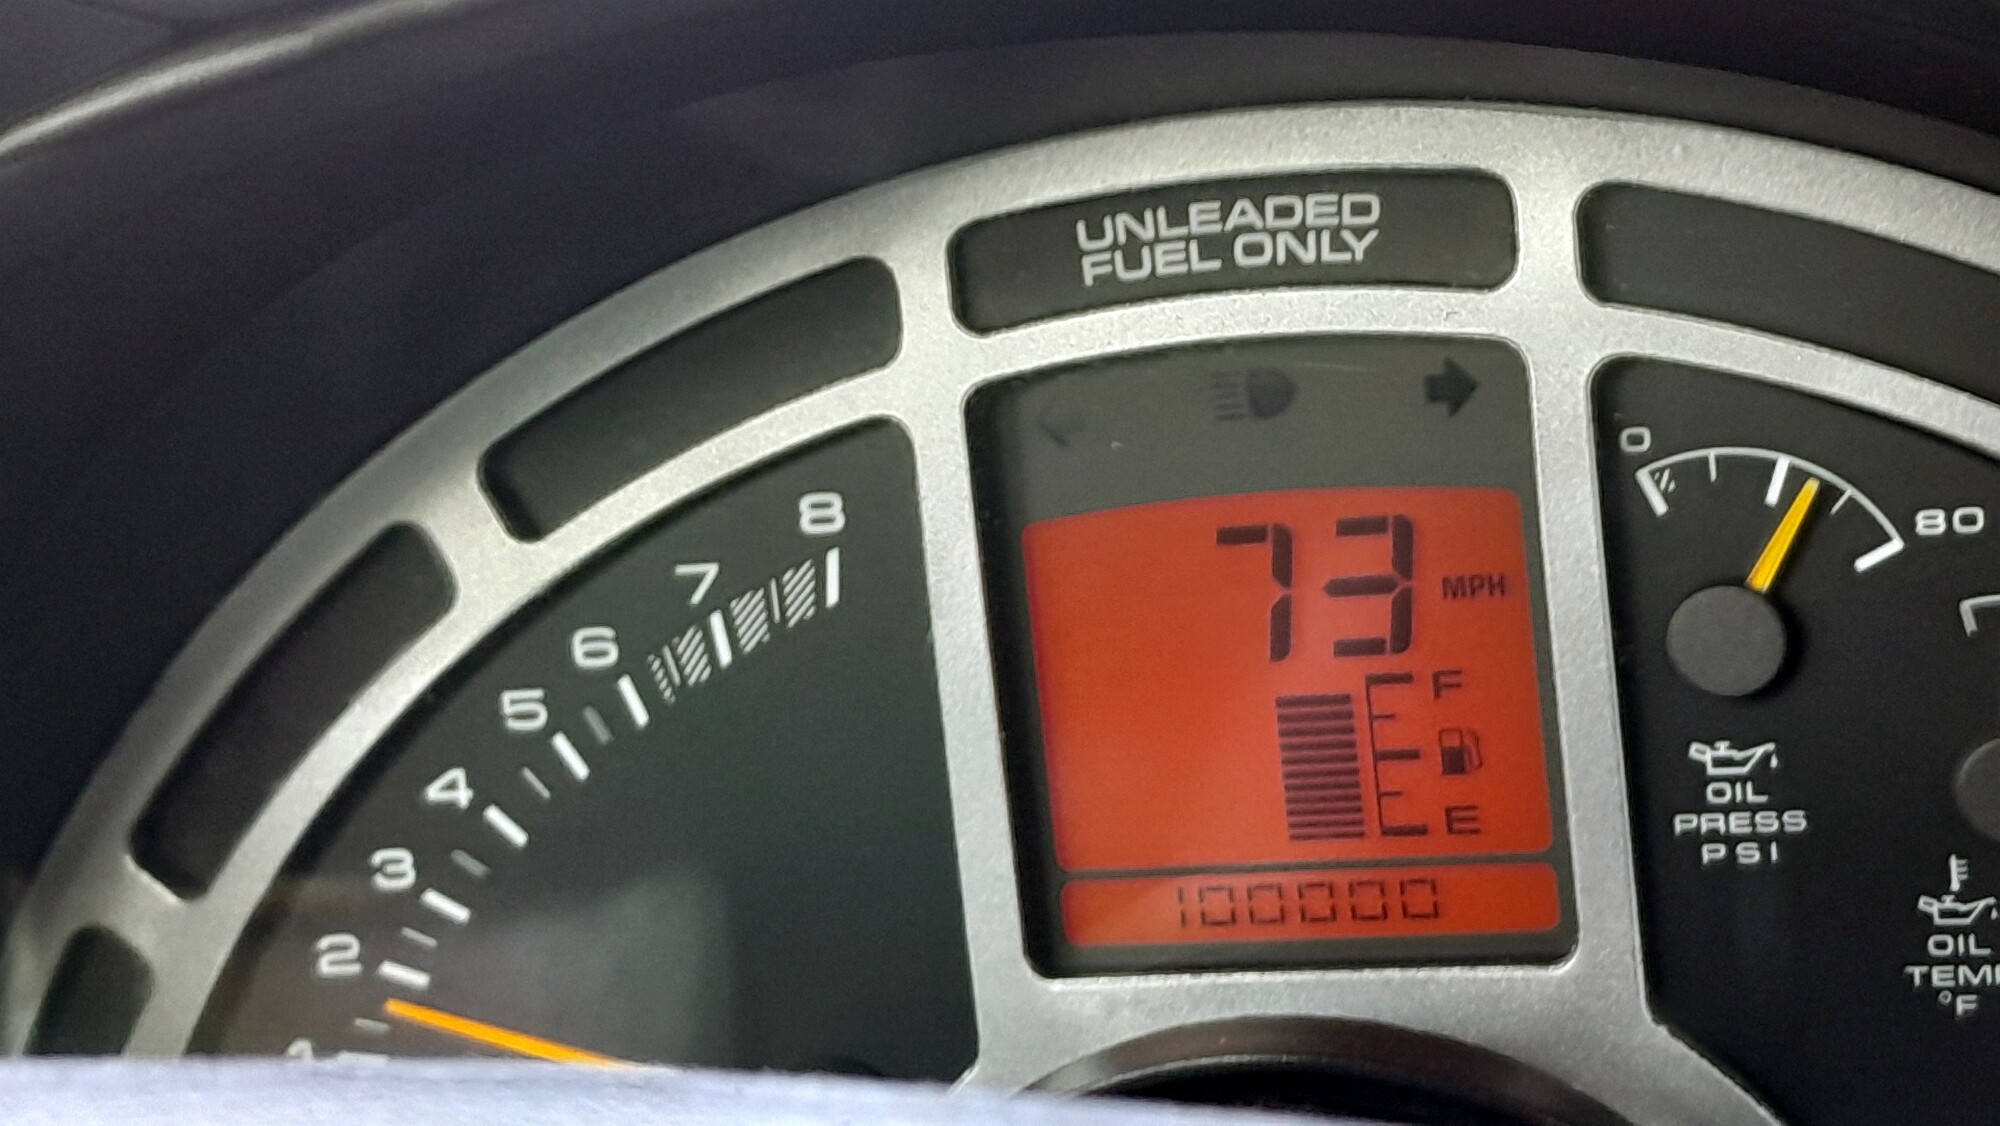 UNLEADED
FUEL ONLY
8
7
6
5
4
3
2
1
73 MPH
F
E
100000
0
80
OIL
PRESS
PSI
OIL
°F